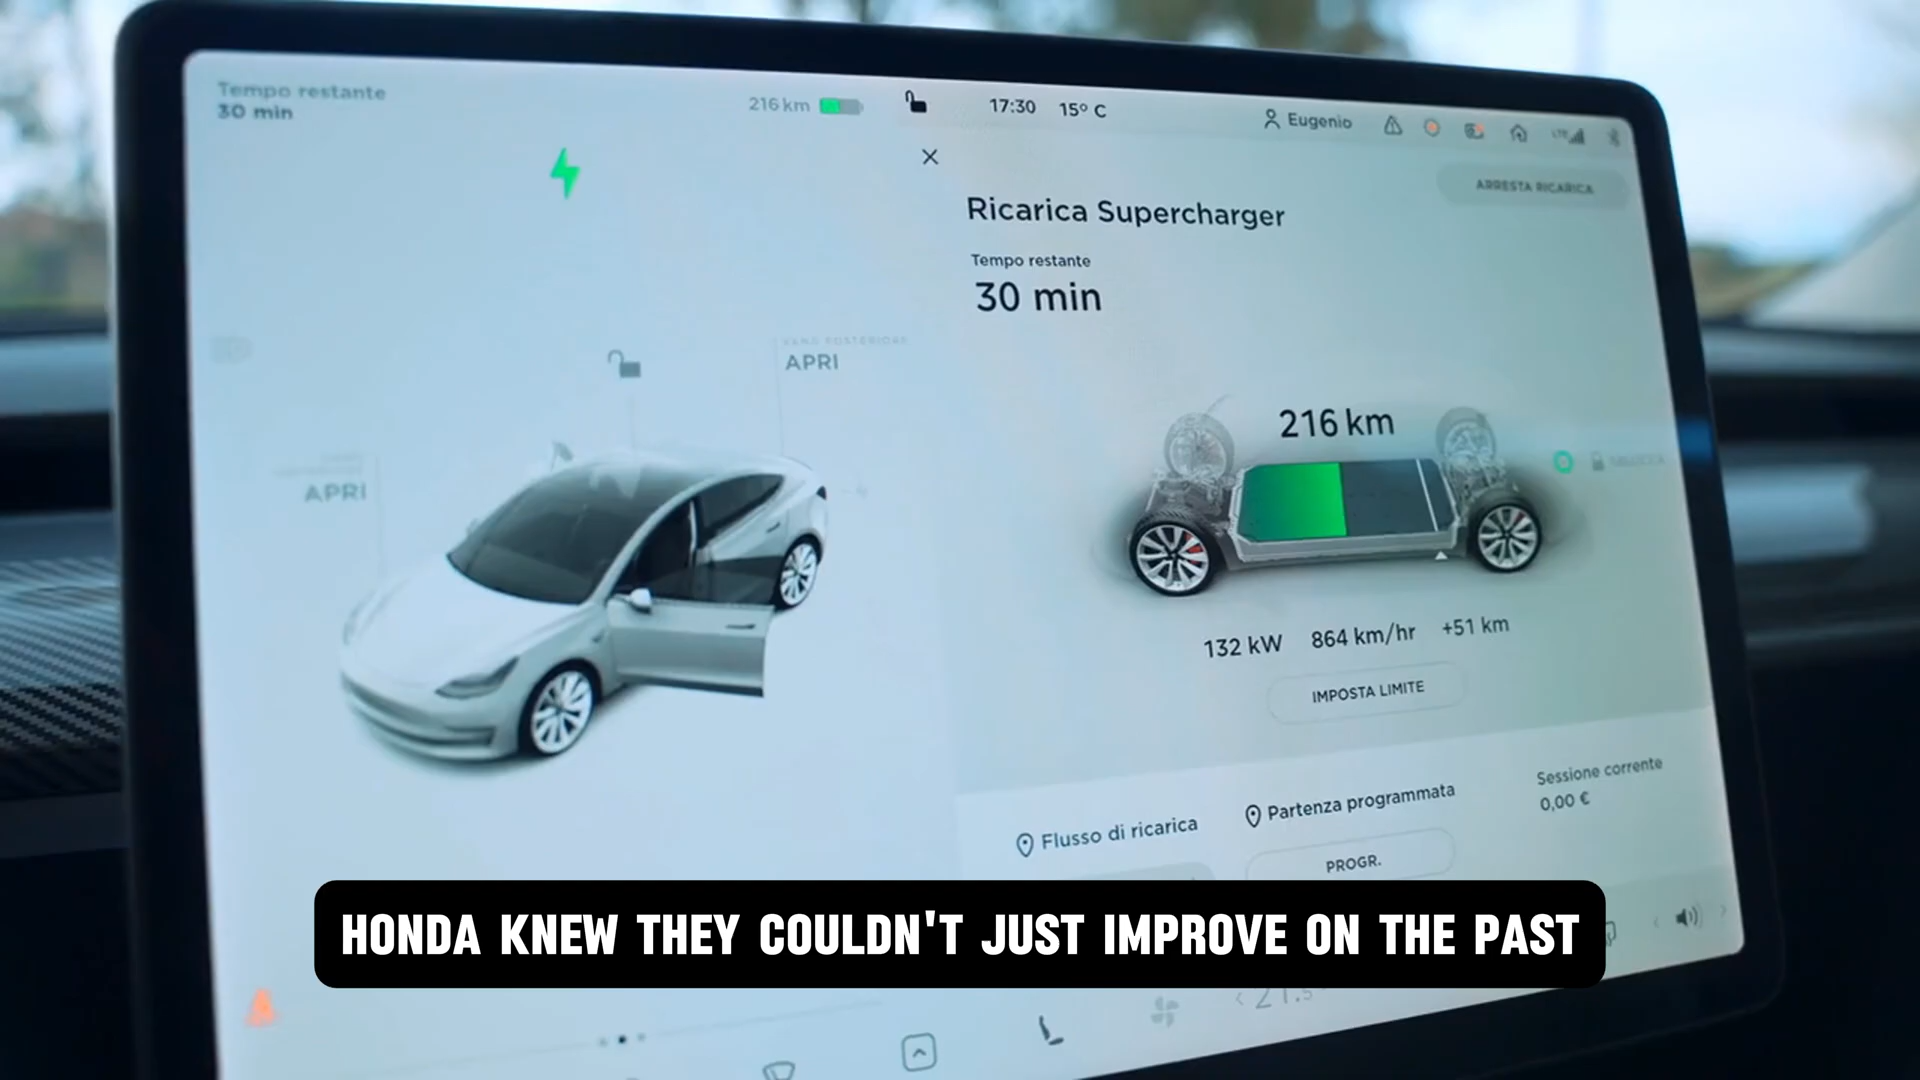 Tempo restante
30 min
216 km
17:30
15° C
Eugenio
LTE
ARRESTA RICARICA
Ricarica Supercharger
Tempo restante
30 min
APRI
APRI
216 km
132 kW
864 km/hr
+51 km
IMPOSTA LIMITE
Flusso di ricarica
Partenza programmata
PROGR.
Sessione corrente
0,00 €
HONDA KNEW THEY COULDN'T JUST IMPROVE ON THE PAST